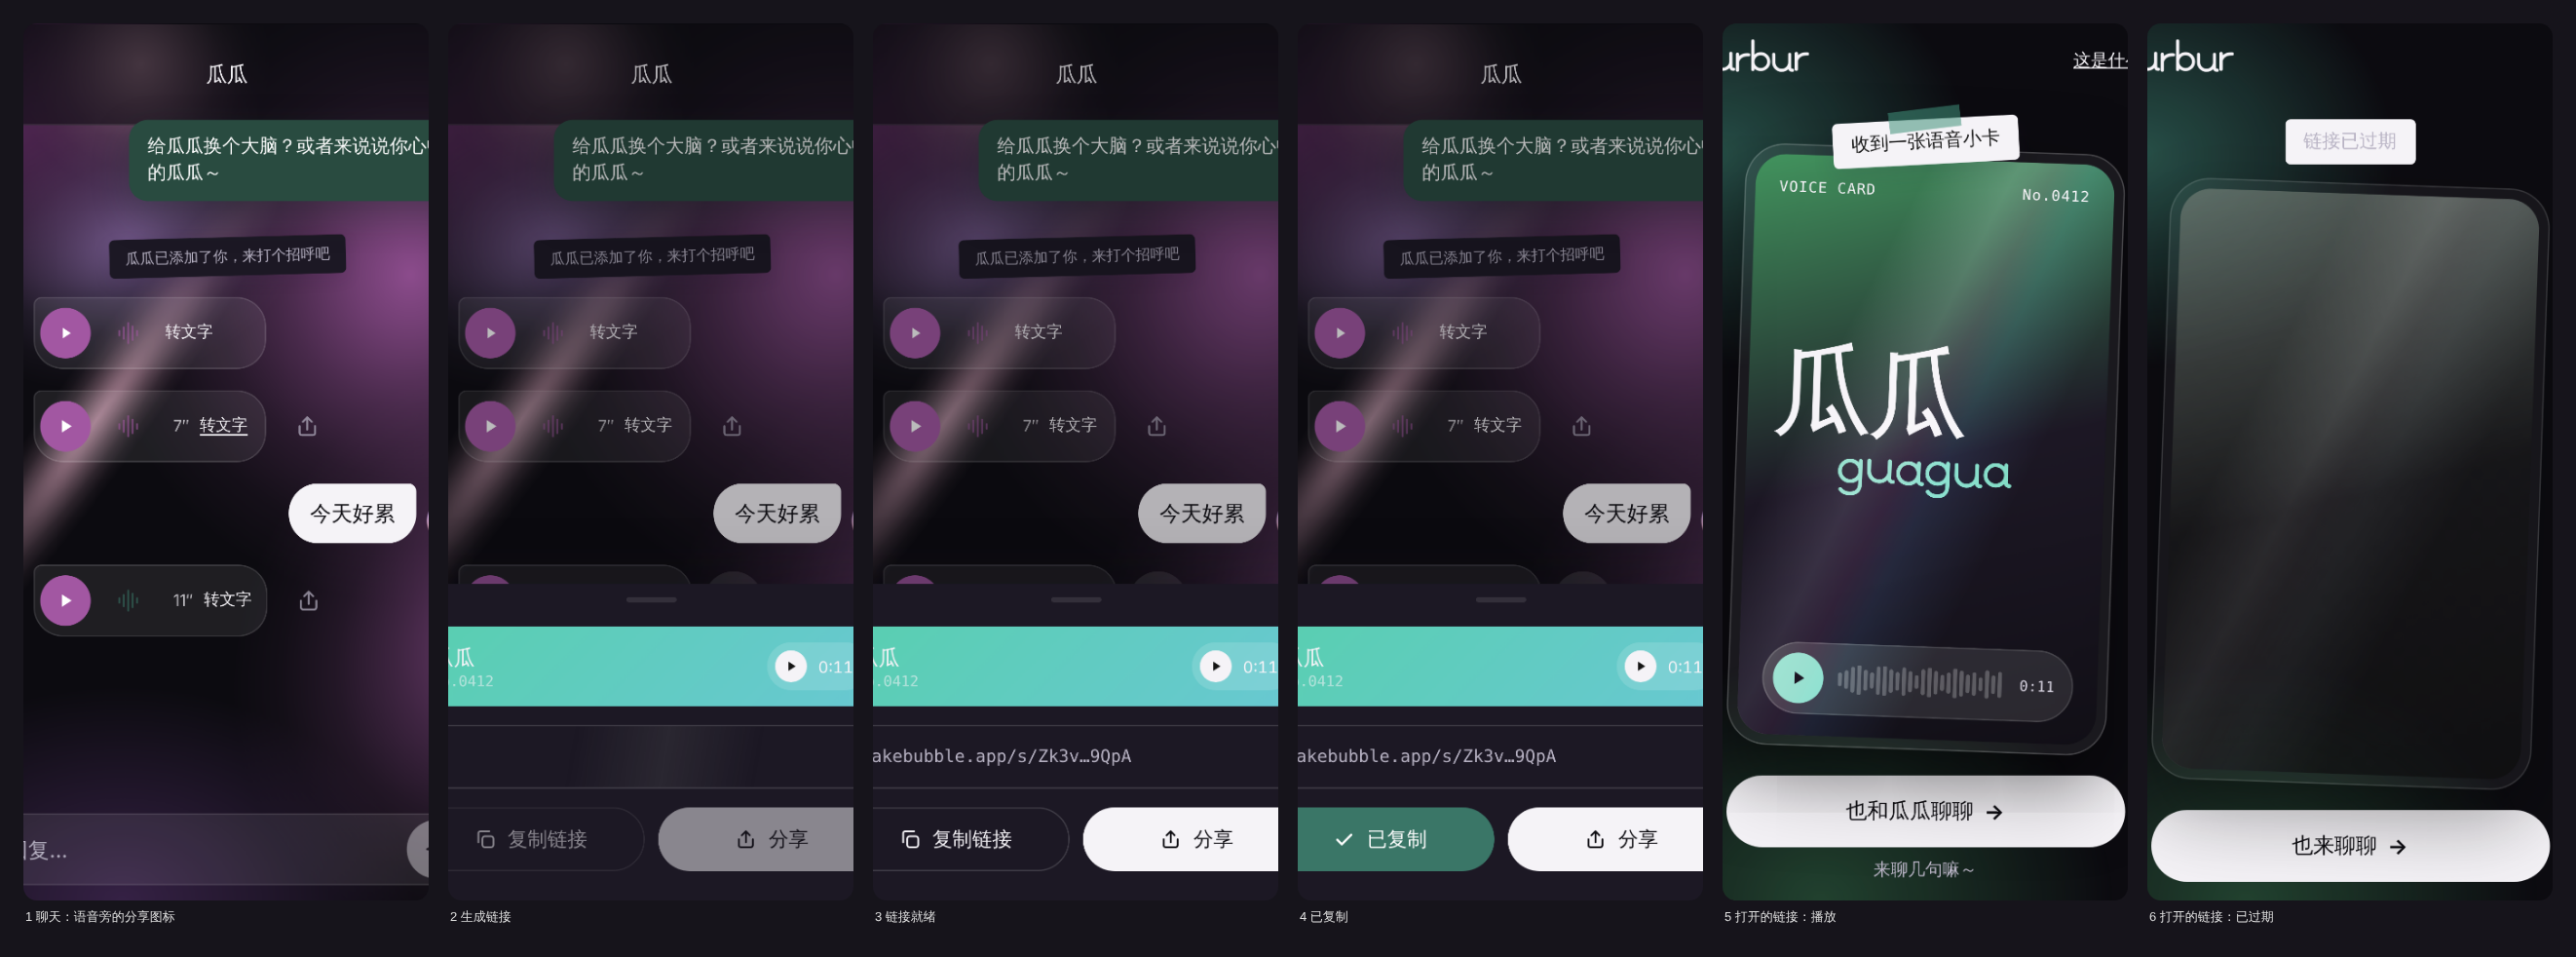 瓜瓜
给瓜瓜换个大脑？或者来说说你心
的瓜瓜～
瓜瓜已添加了你，来打个招呼吧
转文字
7″ 转文字
今天好累
11″ 转文字
复...
1 聊天：语音旁的分享图标
瓜瓜
给瓜瓜换个大脑？或者来说说你心
的瓜瓜～
瓜瓜已添加了你，来打个招呼吧
转文字
7″ 转文字
今天好累
瓜
.0412
0:11
复制链接
分享
2 生成链接
瓜瓜
给瓜瓜换个大脑？或者来说说你心
的瓜瓜～
瓜瓜已添加了你，来打个招呼吧
转文字
7″ 转文字
今天好累
瓜
.0412
0:11
akebubble.app/s/Zk3v…9QpA
复制链接
分享
3 链接就绪
瓜瓜
给瓜瓜换个大脑？或者来说说你心
的瓜瓜～
瓜瓜已添加了你，来打个招呼吧
转文字
7″ 转文字
今天好累
瓜
.0412
0:11
akebubble.app/s/Zk3v…9QpA
已复制
分享
4 已复制
urbur
这是什
收到一张语音小卡
VOICE CARD
No.0412
瓜瓜
guagua
0:11
也和瓜瓜聊聊 →
来聊几句嘛～
5 打开的链接：播放
urbur
链接已过期
也来聊聊 →
6 打开的链接：已过期